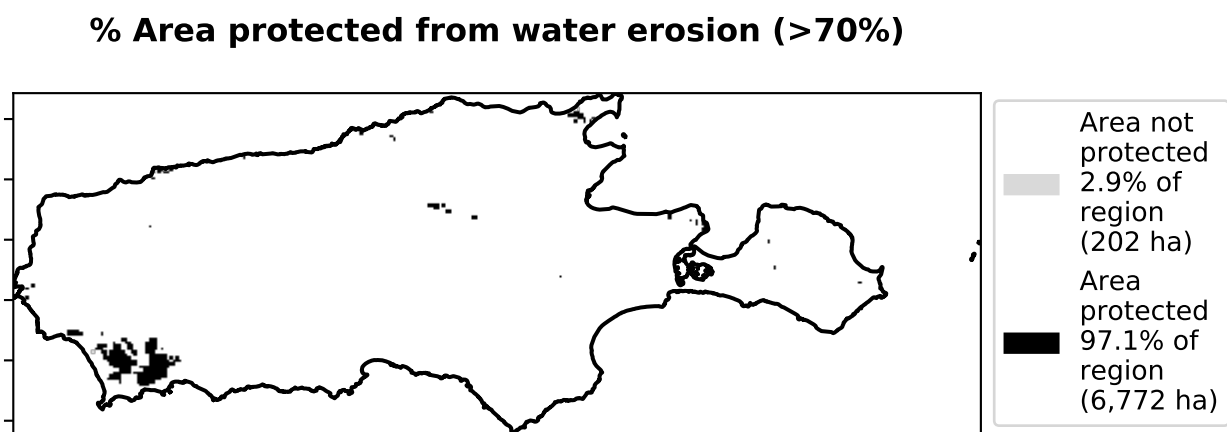 % Area protected from water erosion (>70%)
Area not
protected
2.9% of
region
(202 ha)
Area
protected
97.1% of
region
(6,772 ha)